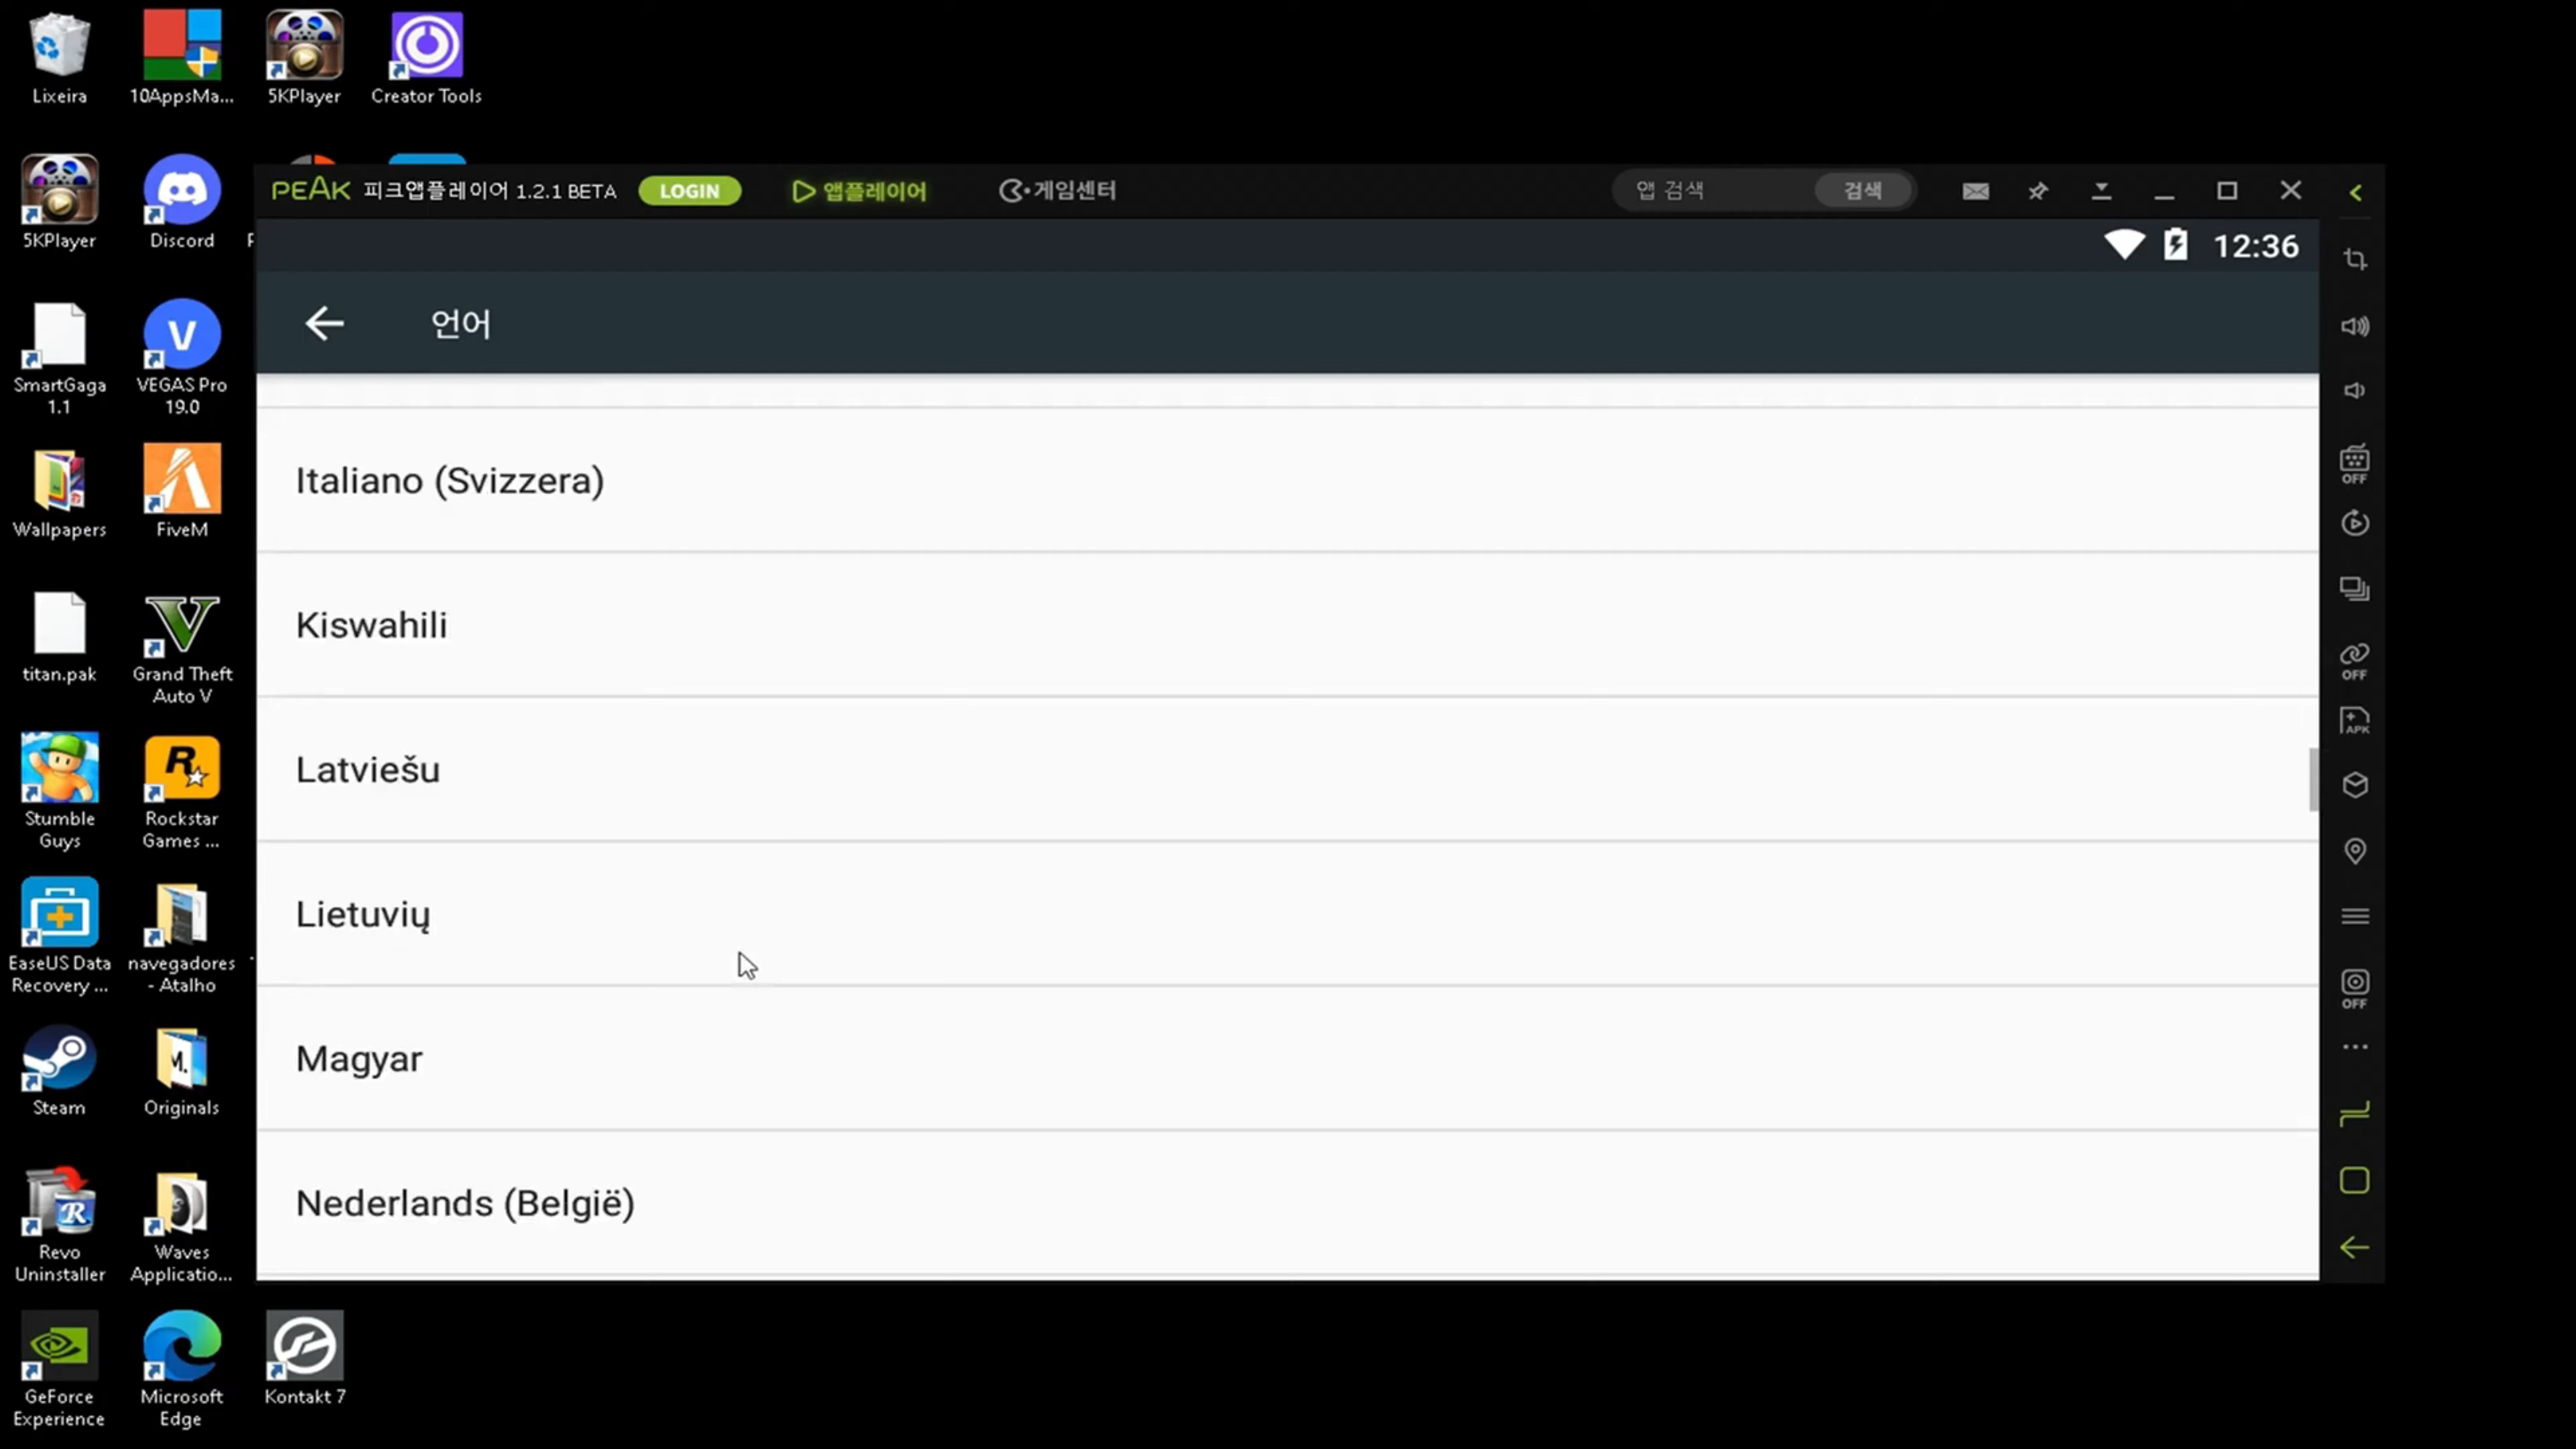 Lixeira
10AppsMa...
5KPlayer
Creator Tools
5KPlayer
Discord
PEAK 피크앱플레이어 1.2.1 BETA
LOGIN
앱플레이어
게임센터
앱 검색
검색
12:36
언어
SmartGaga
1.1
VEGAS Pro
19.0
Italiano (Svizzera)
Wallpapers
FiveM
Kiswahili
titan.pak
Grand Theft
Auto V
Latviešu
Stumble
Guys
Rockstar
Games ...
Lietuvių
EaseUS Data
Recovery ...
navegadores
- Atalho
Magyar
Steam
Originals
Nederlands (België)
Revo
Uninstaller
Waves
Applicatio...
GeForce
Experience
Microsoft
Edge
Kontakt 7
OFF
OFF
APK
OFF